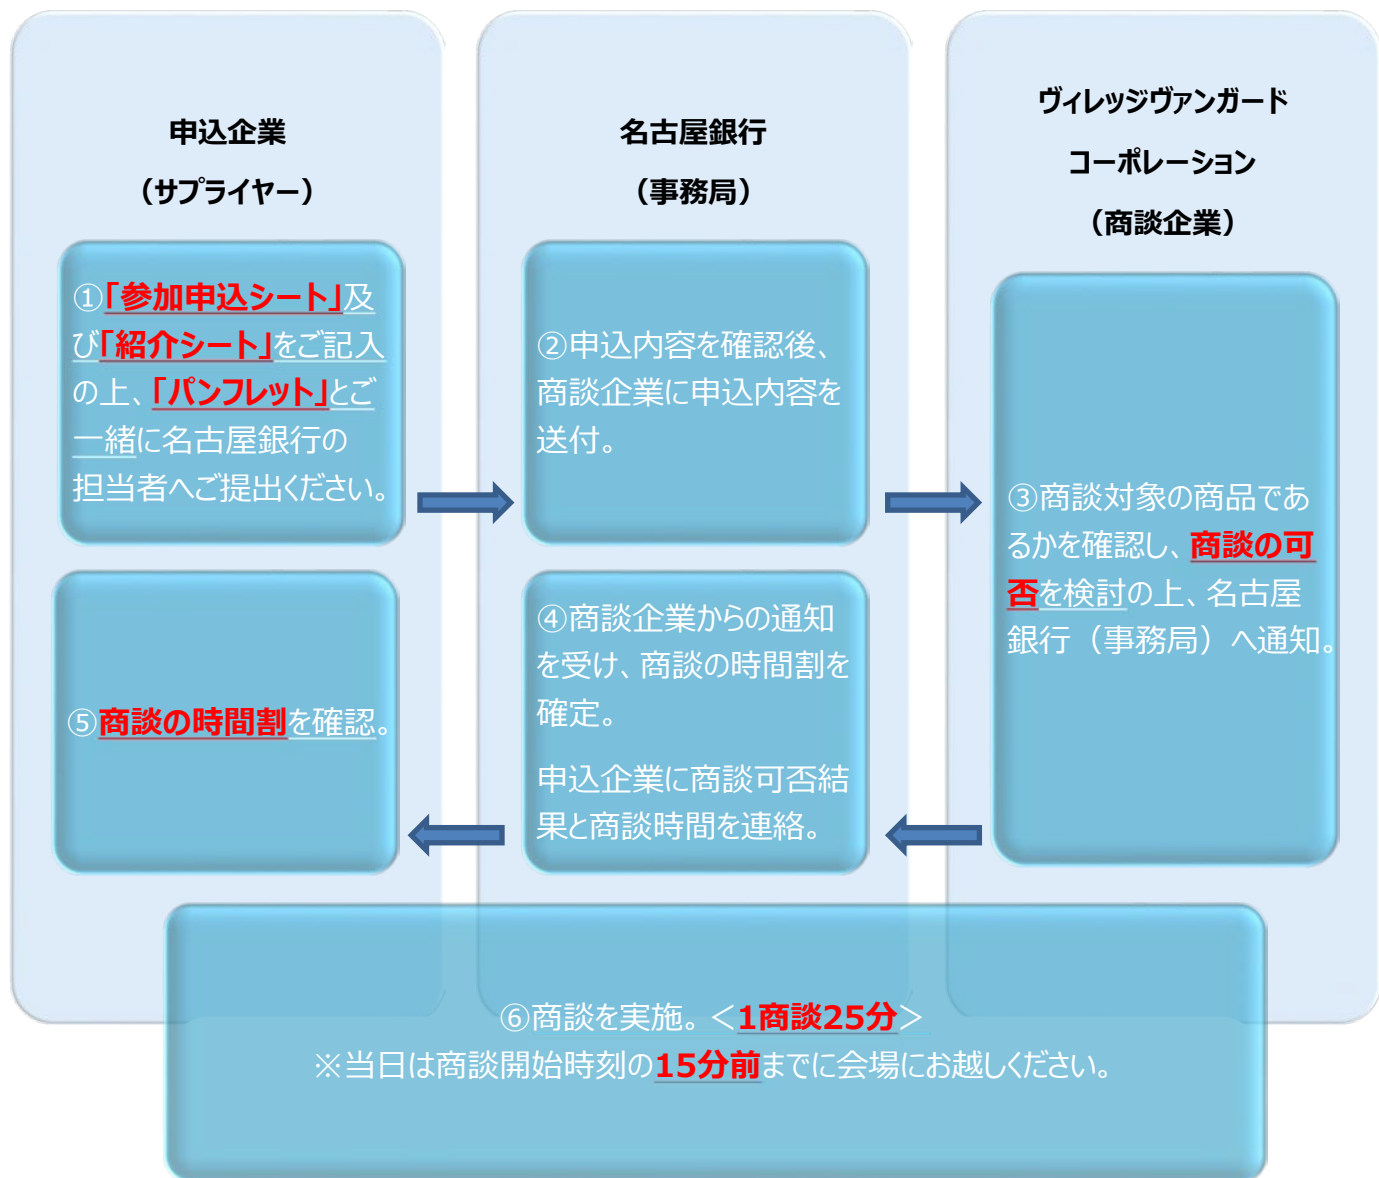 申込企業
（サプライヤー）
①「参加申込シート」及
び「紹介シート」をご記入
の上、「パンフレット」とご
一緒に名古屋銀行の
担当者へご提出ください。
⑤商談の時間割を確認。
名古屋銀行
（事務局）
②申込内容を確認後、
商談企業に申込内容を
送付。
④商談企業からの通知
を受け、商談の時間割を
確定。
申込企業に商談可否結
果と商談時間を連絡。
ヴィレッジヴァンガード
コーポレーション
（商談企業）
③商談対象の商品であ
るかを確認し、商談の可
否を検討の上、名古屋
銀行（事務局）へ通知。
⑥商談を実施。＜1商談25分＞
※当日は商談開始時刻の15分前までに会場にお越しください。